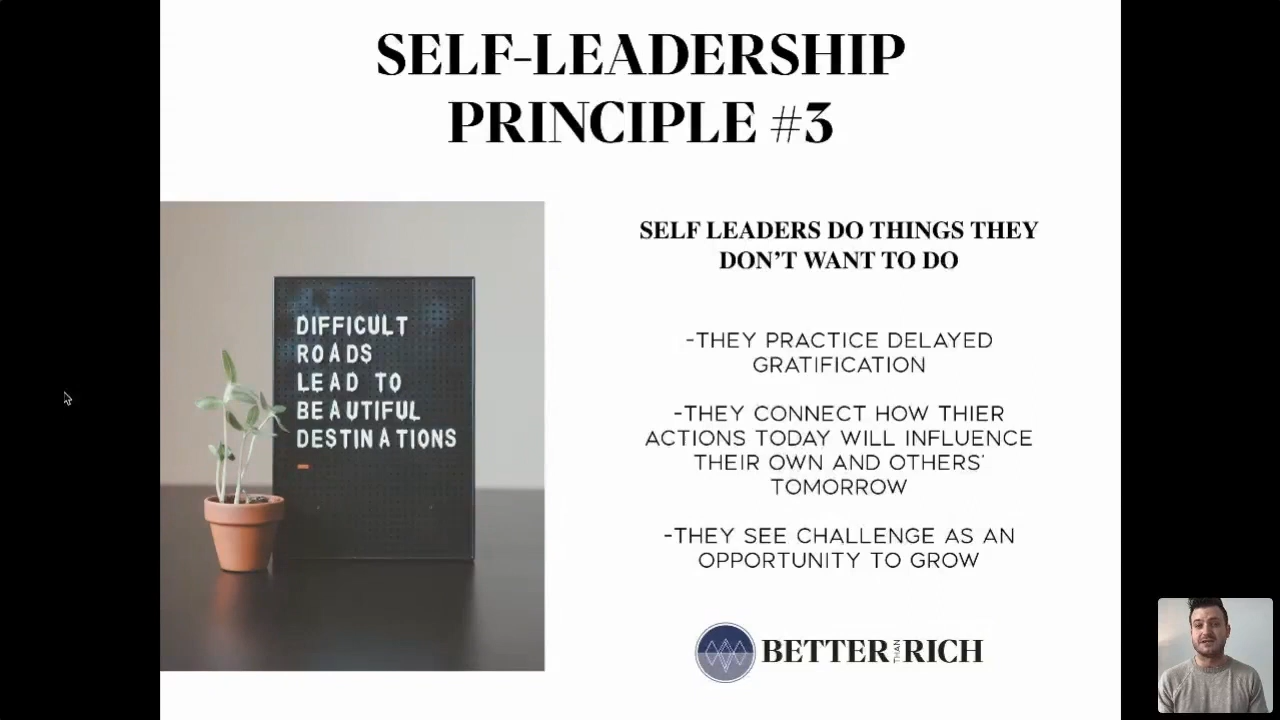 SELF-LEADERSHIP
PRINCIPLE #3
DIFFICULT
ROADS
LEAD TO
BEAUTIFUL
DESTINATIONS
SELF LEADERS DO THINGS THEY
DON'T WANT TO DO
-THEY PRACTICE DELAYED
GRATIFICATION
-THEY CONNECT HOW THIER
ACTIONS TODAY WILL INFLUENCE
THEIR OWN AND OTHERS'
TOMORROW
-THEY SEE CHALLENGE AS AN
OPPORTUNITY TO GROW
BETTER THAN RICH